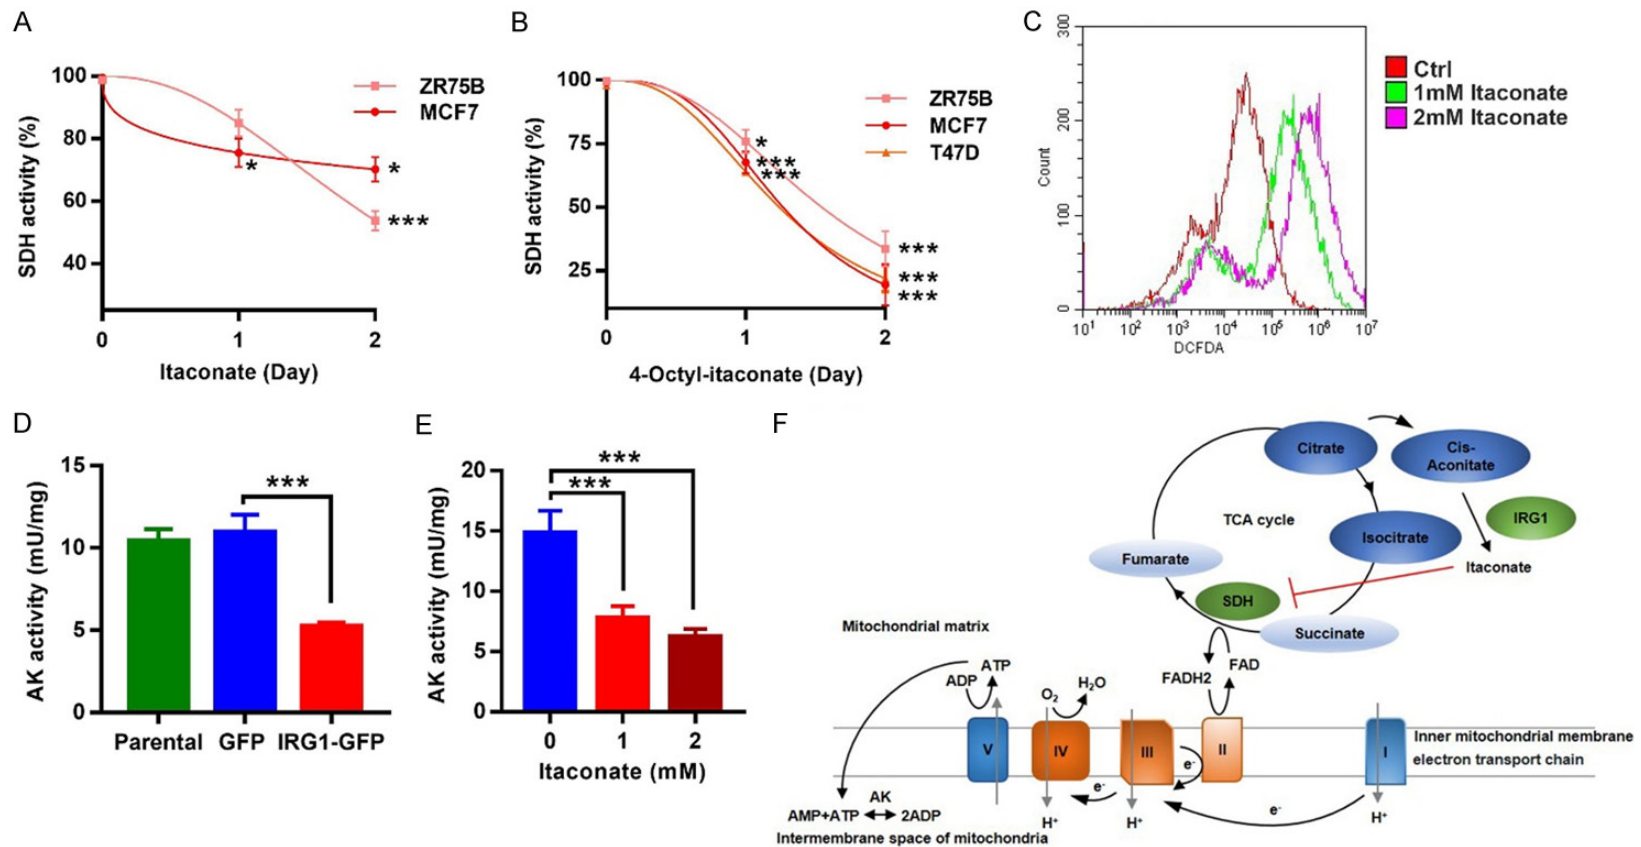 A
100
80
60
40
SDH activity (%)
ZR75B
MCF7
*
*
***
0
1
2
Itaconate (Day)
B
100
75
50
25
SDH activity (%)
ZR75B
MCF7
T47D
*
***
***
***
***
***
0
1
2
4-Octyl-itaconate (Day)
C
300
200
100
0
Count
10¹ 10² 10³ 10⁴ 10⁵ 10⁶ 10⁷
DCFDA
Ctrl
1mM Itaconate
2mM Itaconate
D
15
10
5
0
AK activity (mU/mg)
***
Parental GFP IRG1-GFP
E
20
15
10
5
0
AK activity (mU/mg)
***
***
0 1 2
Itaconate (mM)
F
Citrate
Cis-
Aconitate
IRG1
TCA cycle
Isocitrate
Itaconate
Fumarate
SDH
Succinate
Mitochondrial matrix
ATP
ADP
O₂
H₂O
FAD
FADH2
V
IV
III
II
I
Inner mitochondrial membrane
electron transport chain
e⁻
e⁻
e⁻
AK
AMP+ATP 2ADP
H⁺
H⁺
H⁺
Intermembrane space of mitochondria